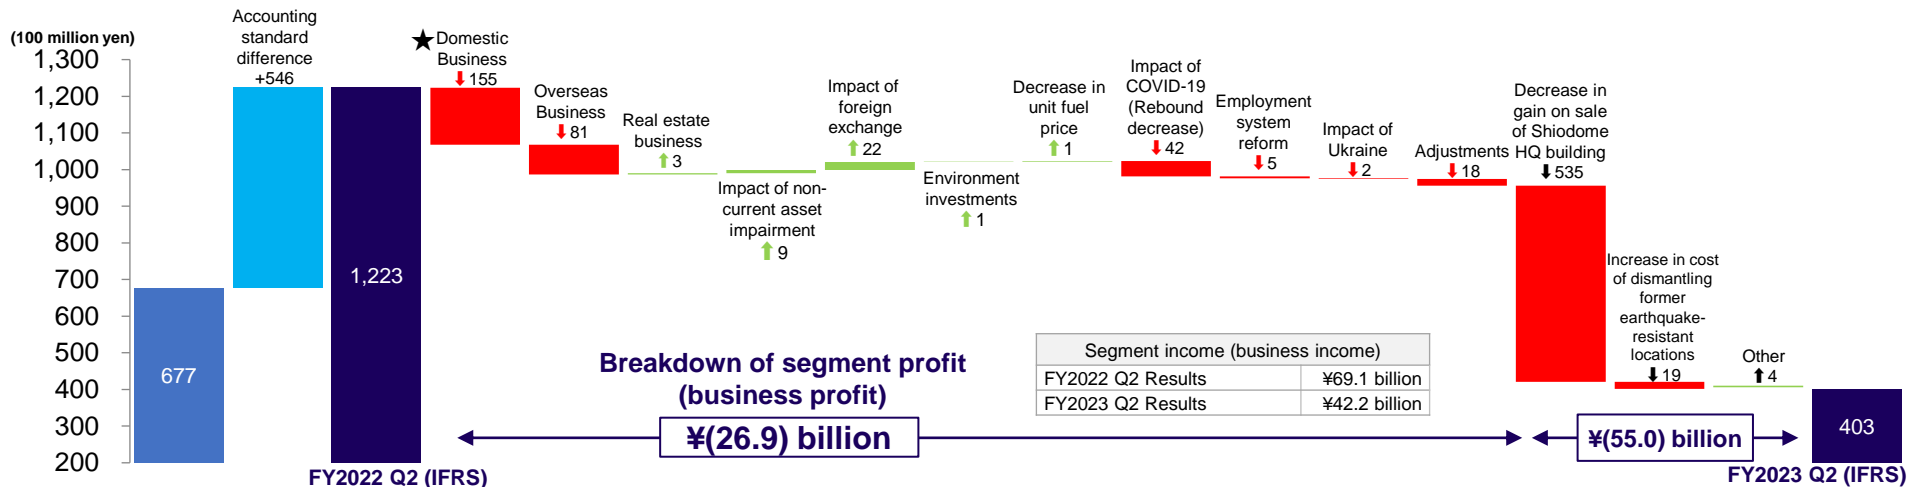 (100 million yen)
1,300
1,200
1,100
1,000
900
800
700
600
500
400
300
200
677
Accounting
standard
difference
+546
1,223
FY2022 Q2 (IFRS)
★ Domestic
Business
⬇ 155
Overseas
Business
⬇ 81
Real estate
business
⬆ 3
Impact of non-
current asset
impairment
⬆ 9
Impact of
foreign
exchange
⬆ 22
Environment
investments
⬆ 1
Decrease in
unit fuel
price
⬆ 1
Impact of
COVID-19
(Rebound
decrease)
⬇ 42
Employment
system
reform
⬇ 5
Impact of
Ukraine
⬇ 2
Adjustments
⬇ 18
Decrease in
gain on sale
of Shiodome
HQ building
⬇ 535
Increase in cost
of dismantling
former
earthquake-
resistant
locations
⬇ 19
Other
⬆ 4
403
FY2023 Q2 (IFRS)
Breakdown of segment profit
(business profit)
¥(26.9) billion
Segment income (business income)
FY2022 Q2 Results ¥69.1 billion
FY2023 Q2 Results ¥42.2 billion
¥(55.0) billion